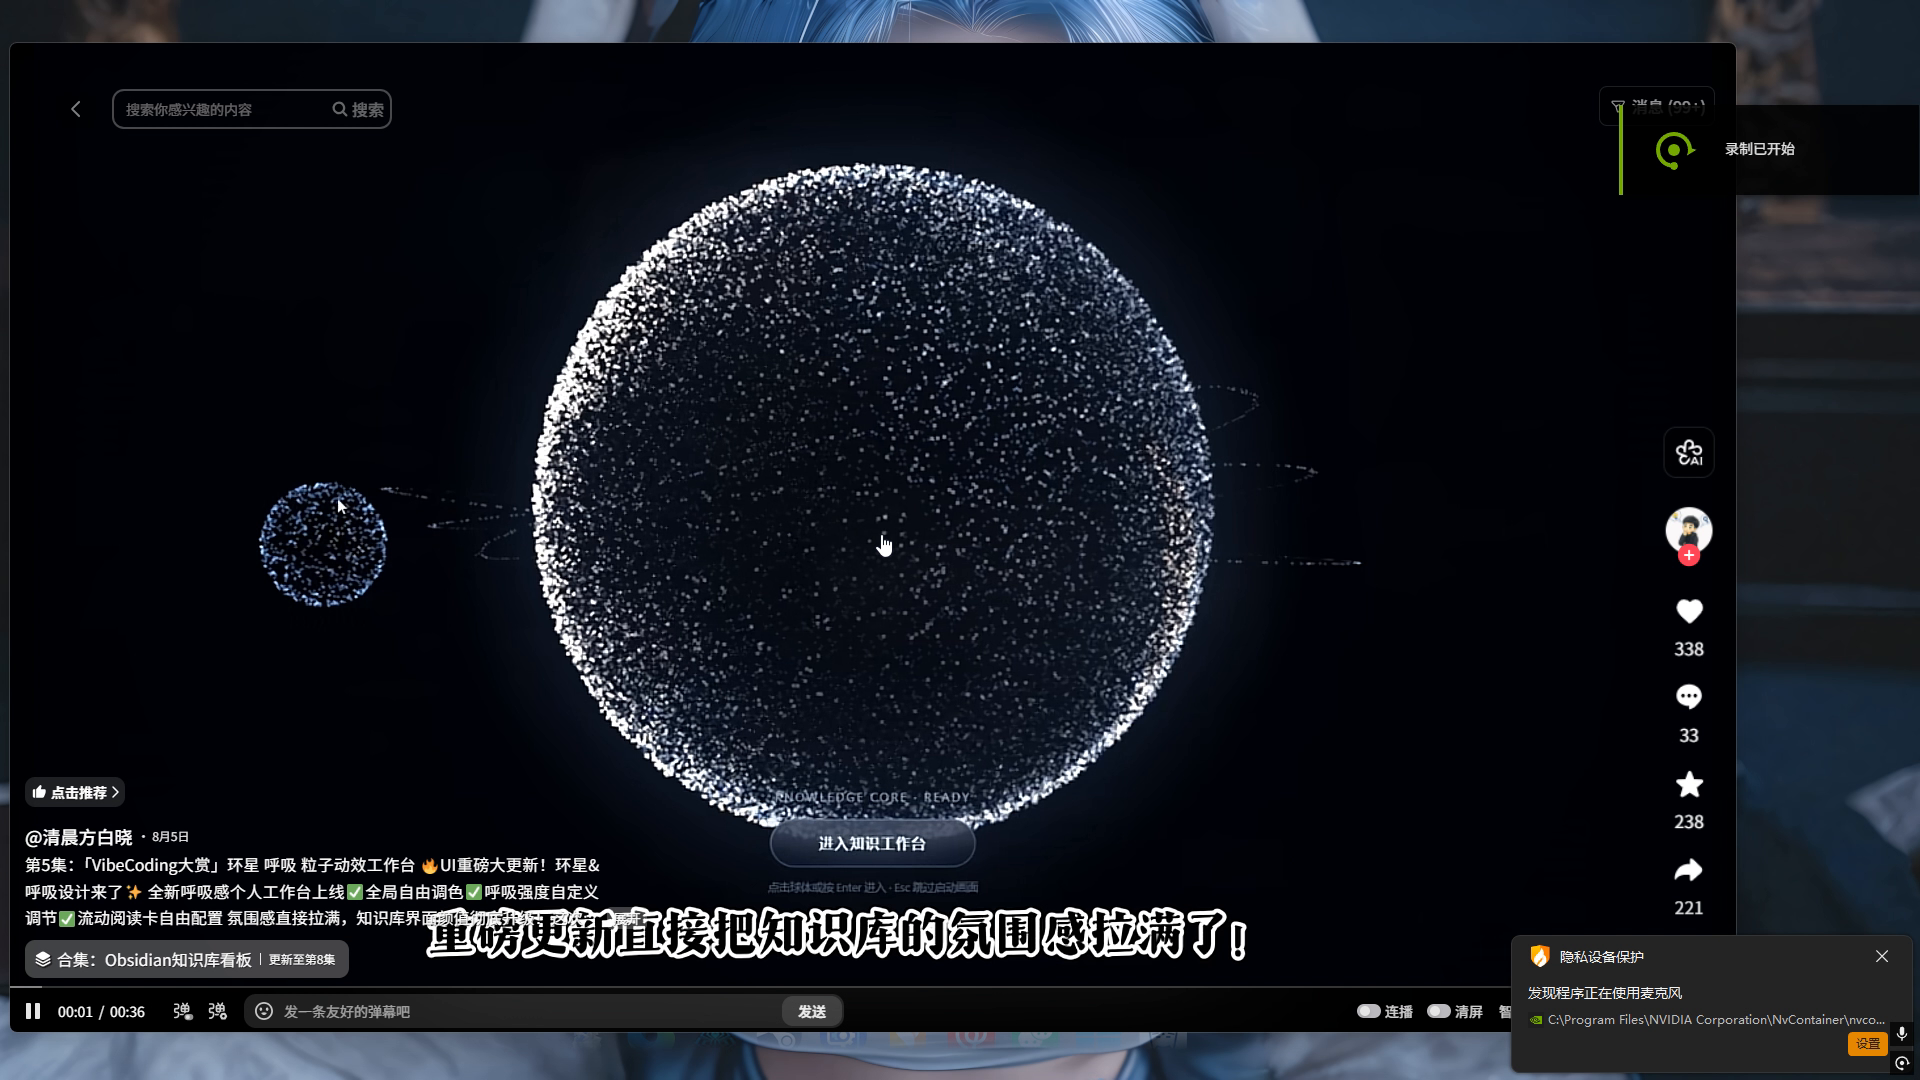 搜索你感兴趣的内容
搜索
消息 (99+)
录制已开始
338
33
238
221
KNOWLEDGE CORE · READY
进入知识工作台
点击球体或按 Enter 进入 · Esc 跳过启动画面
点击推荐
@清晨方白晓 · 8月5日
第5集：「VibeCoding大赏」环星 呼吸 粒子动效工作台 🔥UI重磅大更新！环星&
呼吸设计来了✨ 全新呼吸感个人工作台上线✅全局自由调色✅呼吸强度自定义
调节✅流动阅读卡自由配置 氛围感直接拉满，知识库界面颜值彻底升级
展开
重磅更新直接把知识库的氛围感拉满了！
合集：Obsidian知识库看板 | 更新至第8集
00:01 / 00:36
弹
弹
发一条友好的弹幕吧
发送
连播
清屏
智
隐私设备保护
发现程序正在使用麦克风
C:\Program Files\NVIDIA Corporation\NvContainer\nvco...
设置